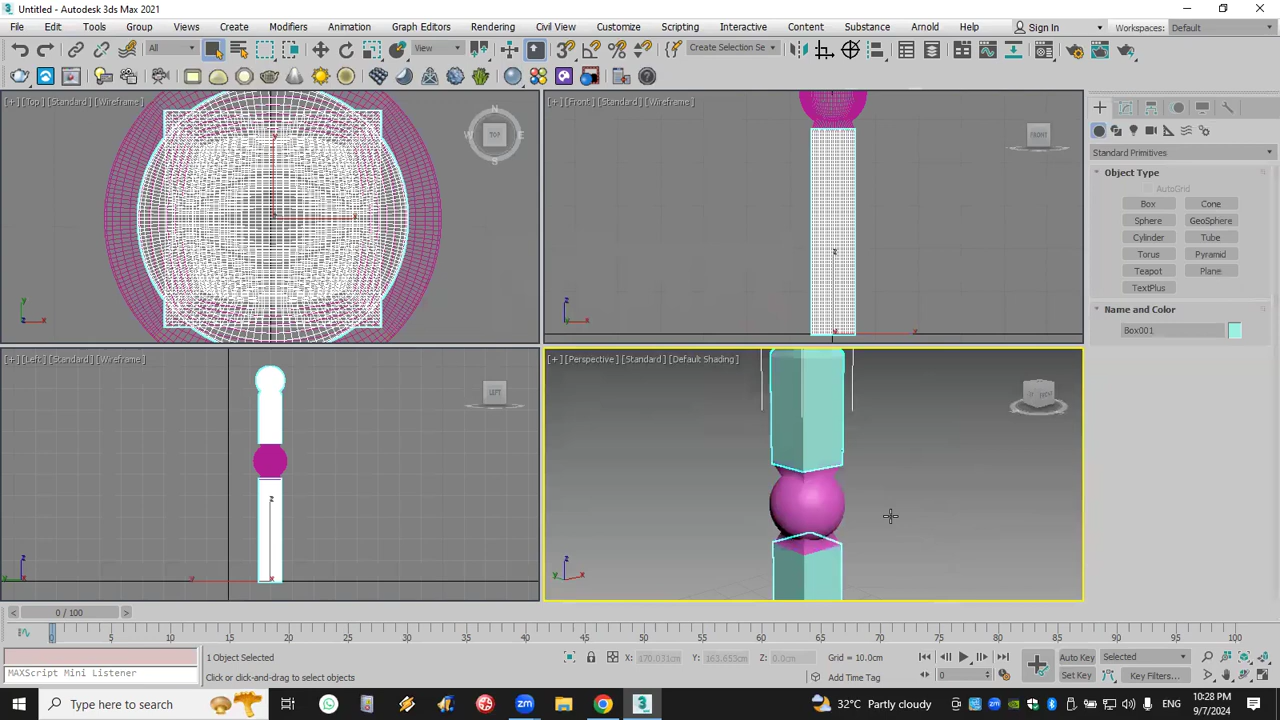 Untitled - Autodesk 3ds Max 2021
File Edit Tools Group Views Create Modifiers Animation Graph Editors Rendering Civil View Customize Scripting Interactive Content Substance Arnold Help Sign In Workspaces: Default
All View Create Selection Se
[+] [Top] [Standard] [Wireframe]
N
W TOP E
S
[+] [Front] [Standard] [Wireframe]
FRONT
Standard Primitives
Object Type
AutoGrid
Box Cone
Sphere GeoSphere
Cylinder Tube
Torus Pyramid
Teapot Plane
TextPlus
Name and Color
Box001
[+] [Left] [Standard] [Wireframe]
LEFT
[+] [Perspective] [Standard] [Default Shading]
< 0 / 100 >
0 5 10 15 20 25 30 35 40 45 50 55 60 65 70 75 80 85 90 95 100
1 Object Selected X: 470.031cm Y: 163.653cm Z: 0.0cm Grid = 10.0cm Auto Key Selected
MAXScript Mini Listener Click or click-and-drag to select objects Add Time Tag 0 Set Key Key Filters...
Type here to search zm zm 3 32°C Partly cloudy 10:28 PM
9/7/2024